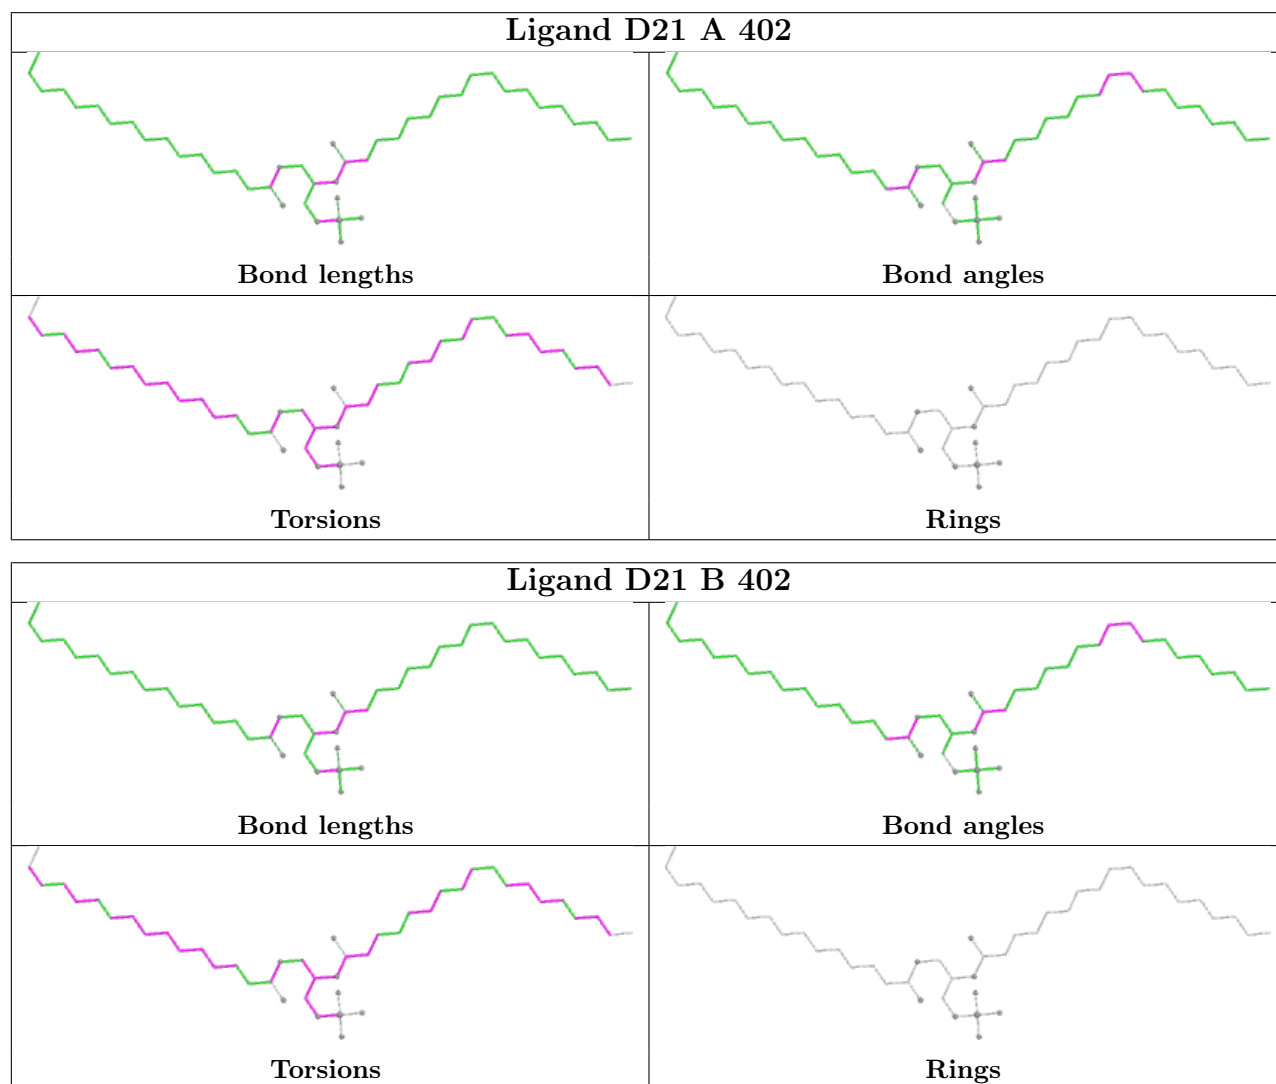 Ligand D21 A 402
Bond lengths
Bond angles
Torsions
Rings
Ligand D21 B 402
Bond lengths
Bond angles
Torsions
Rings